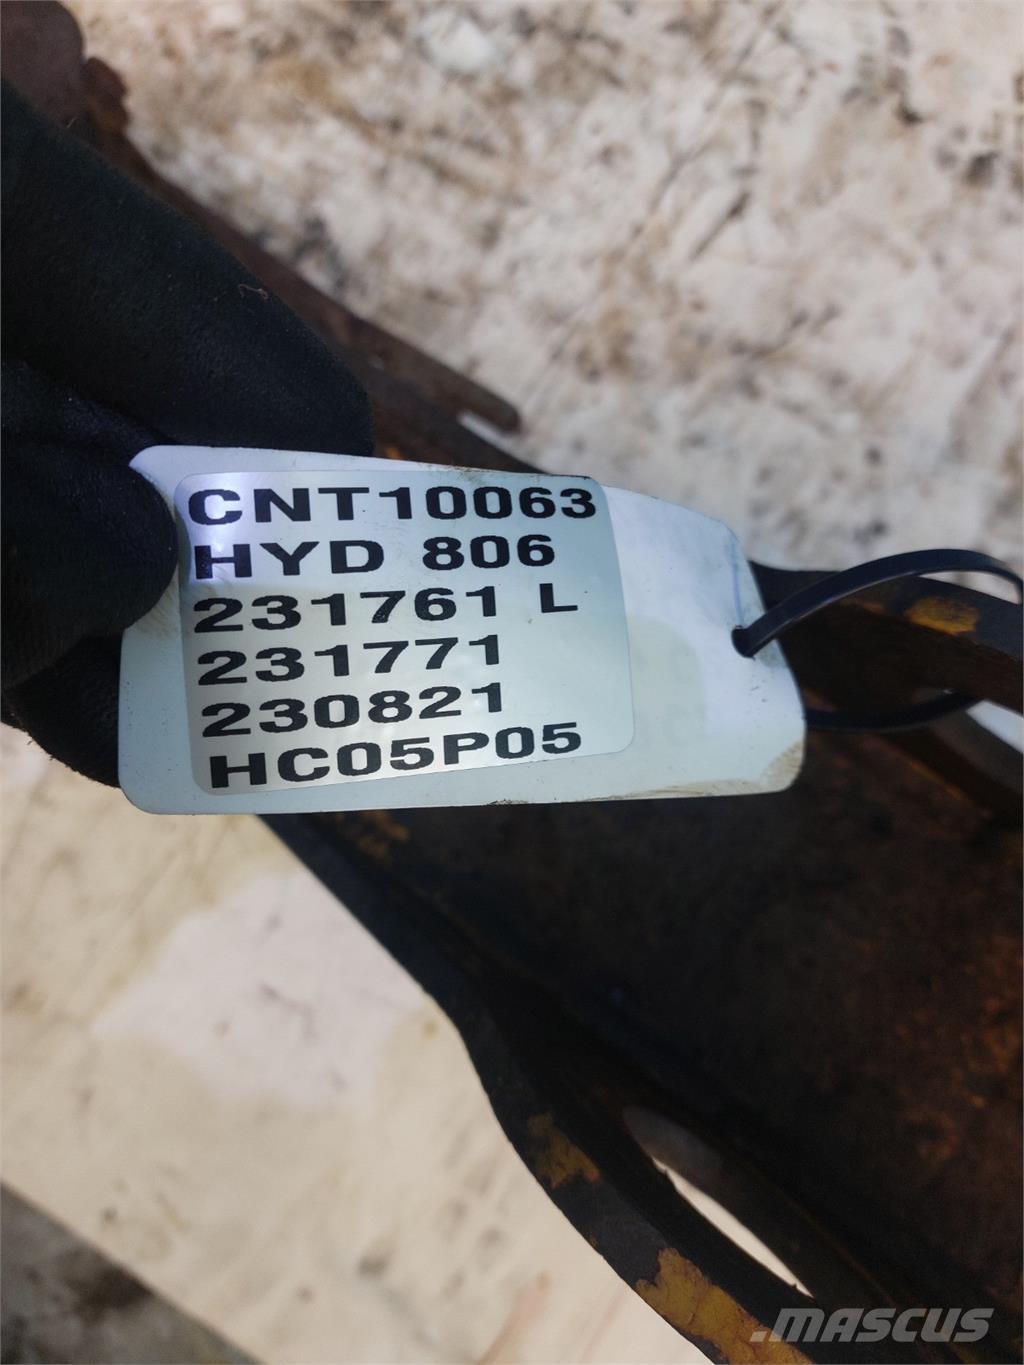 CNT10063
HYD 806
231761 L
231771
230821
HC05P05
.MASCUS